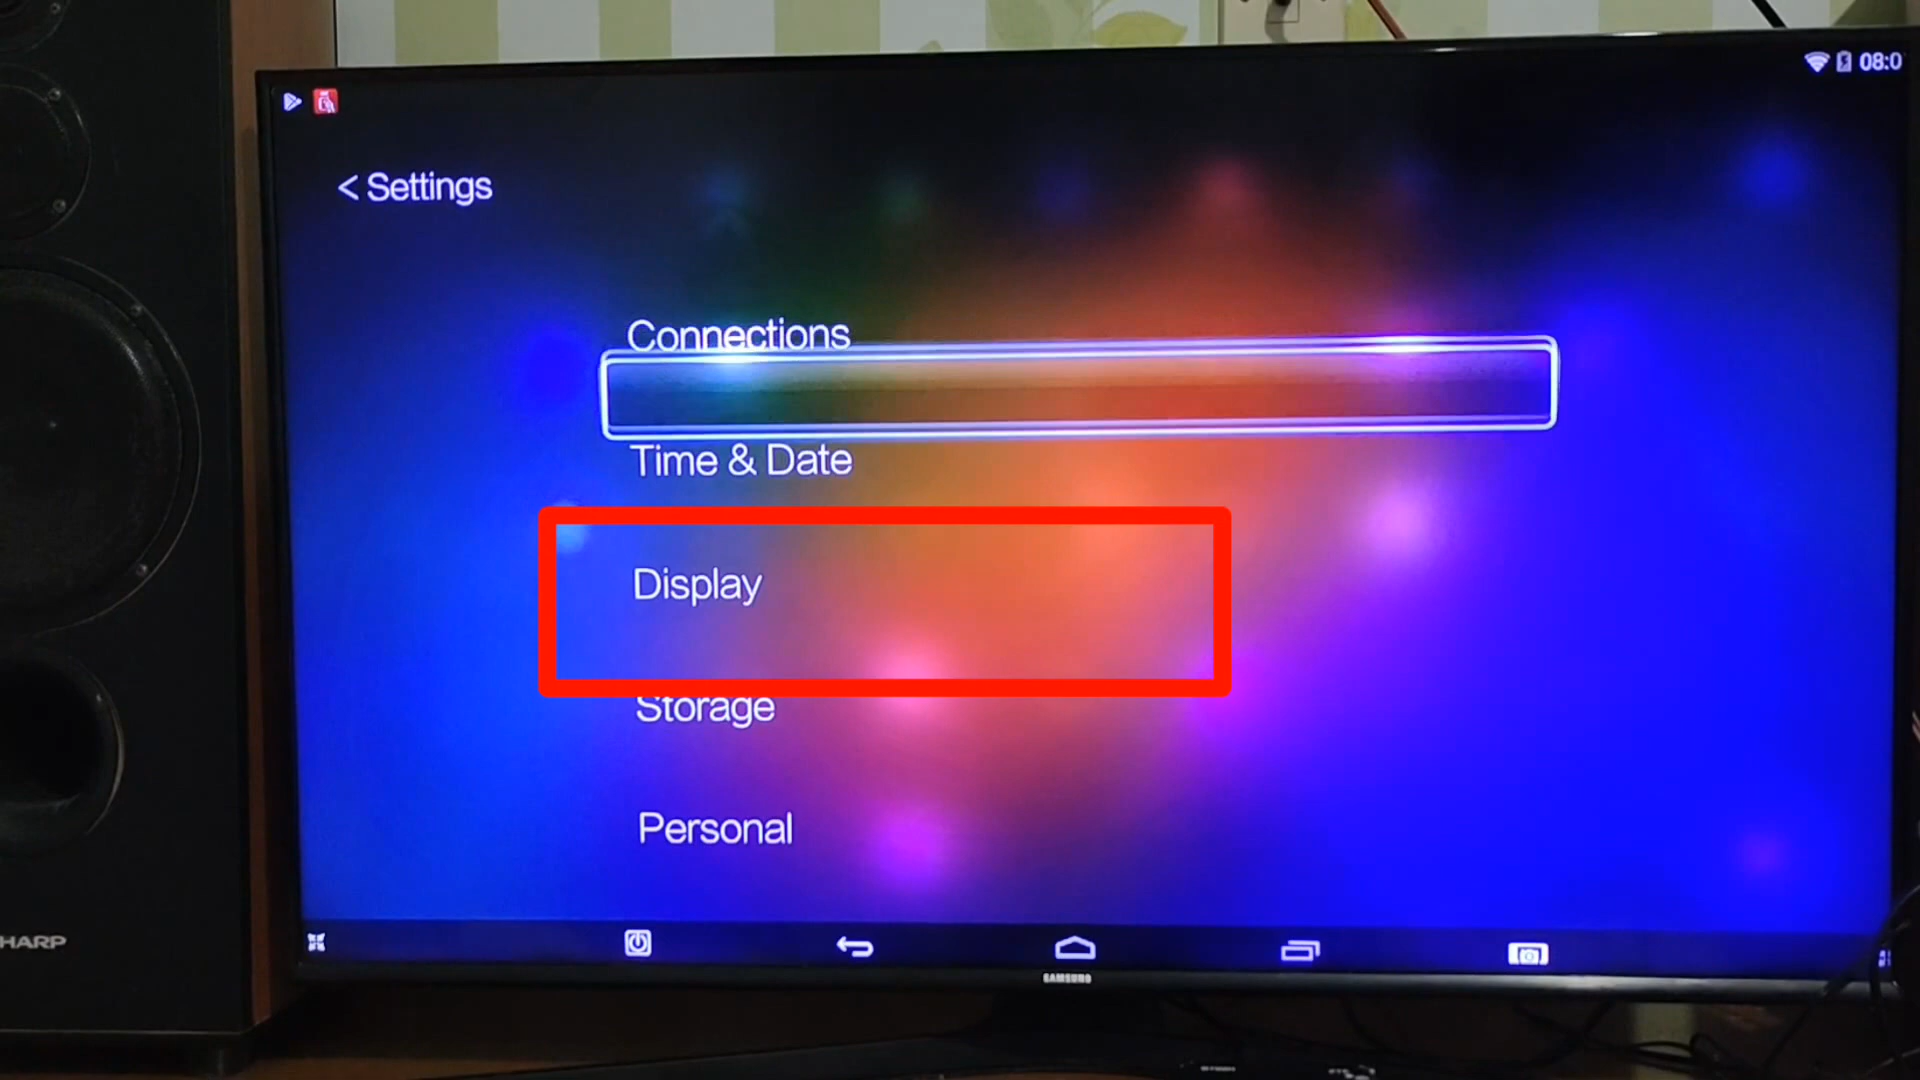 08:0
< Settings
Connections
Time & Date
Display
Storage
Personal
HARP
SAMSUNG